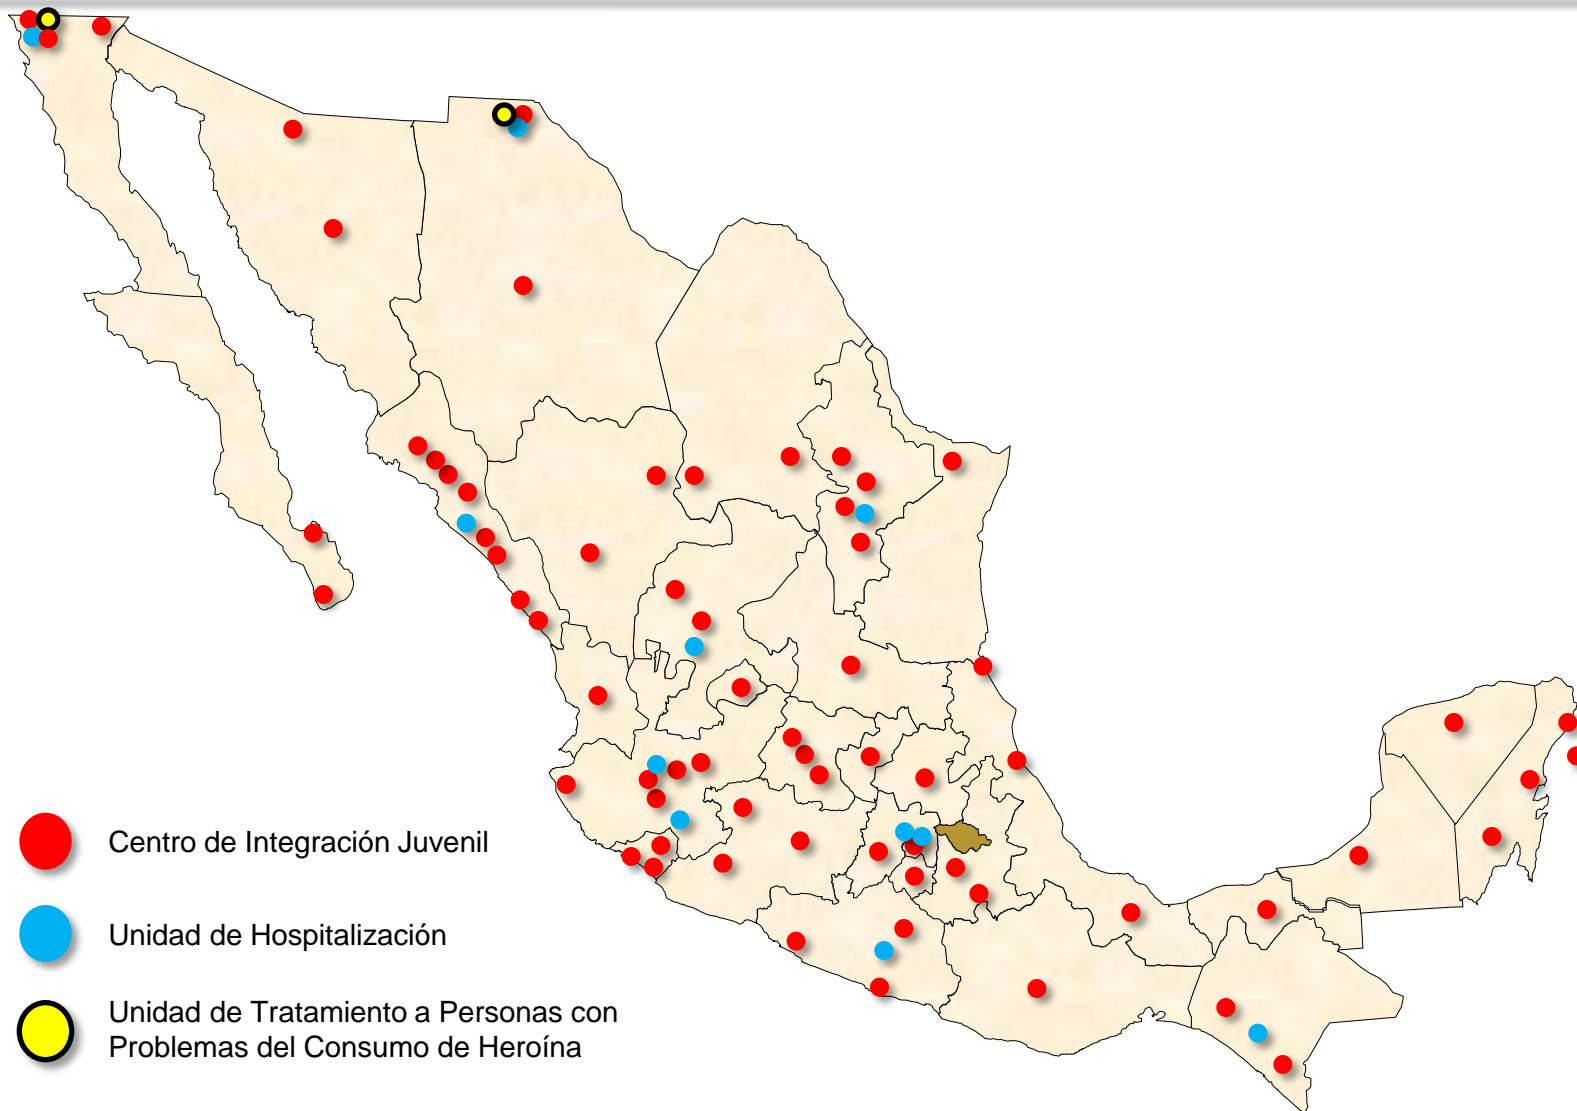 Centro de Integración Juvenil
Unidad de Hospitalización
Unidad de Tratamiento a Personas con
Problemas del Consumo de Heroína